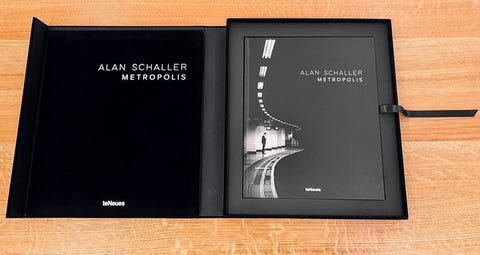 ALAN SCHALLER
METROPOLIS
teNeues
ALAN SCHALLER
METROPOLIS
teNeues